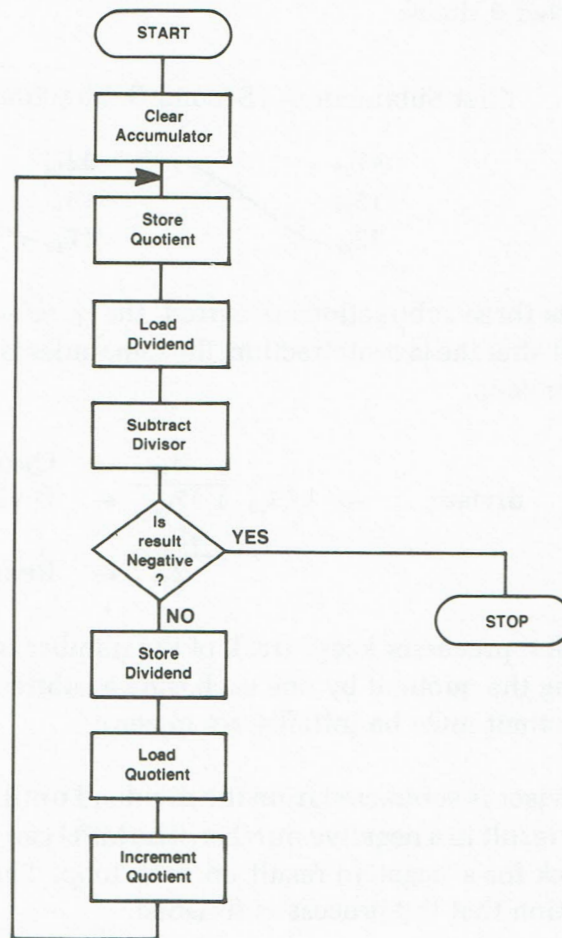 START
Clear
Accumulator
Store
Quotient
Load
Dividend
Subtract
Divisor
Is
result
Negative
?
YES
STOP
NO
Store
Dividend
Load
Quotient
Increment
Quotient